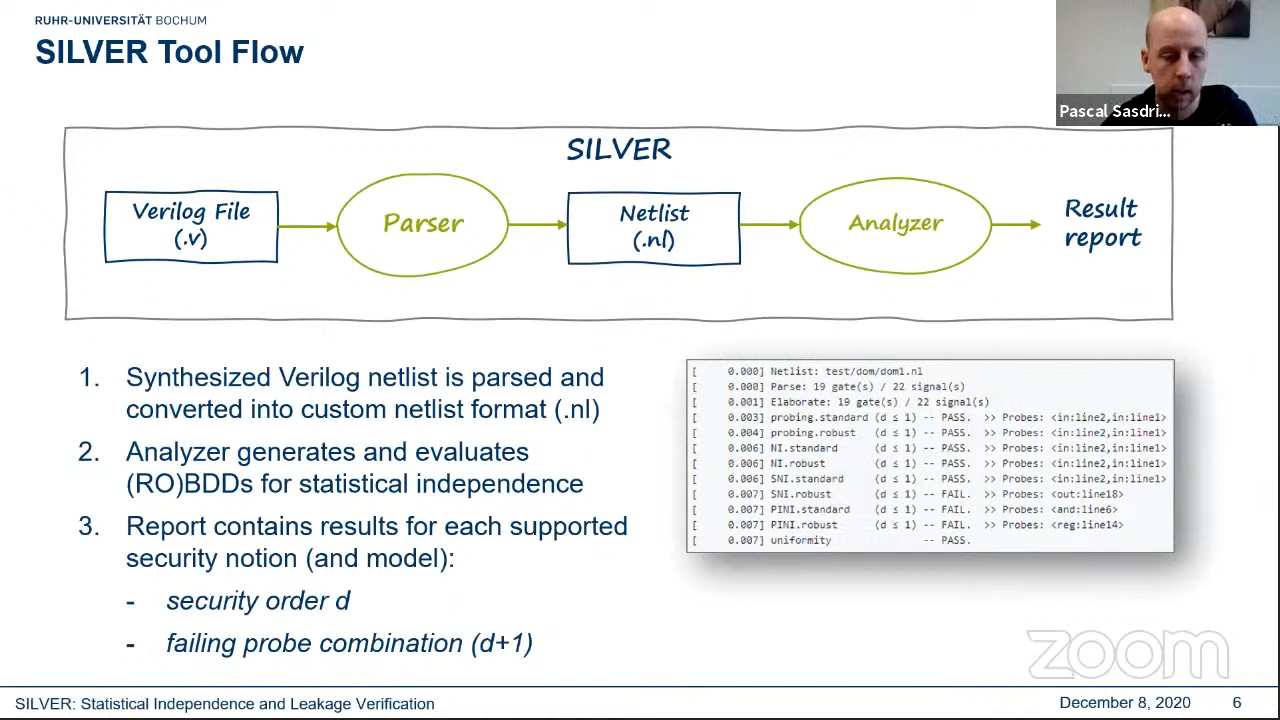 RUHR-UNIVERSITÄT BOCHUM
SILVER Tool Flow
Pascal Sasdri...
SILVER
Verilog File
(.v)
Parser
Netlist
(.nl)
Analyzer
Result
report
1. Synthesized Verilog netlist is parsed and
converted into custom netlist format (.nl)
2. Analyzer generates and evaluates
(RO)BDDs for statistical independence
3. Report contains results for each supported
security notion (and model):
- security order d
- failing probe combination (d+1)
[ 0.000] Netlist: test/dom/dom1.nl
[ 0.000] Parse: 19 gate(s) / 22 signal(s)
[ 0.001] Elaborate: 19 gate(s) / 22 signal(s)
[ 0.003] probing.standard (d ≤ 1) -- PASS. >> Probes: <in:line2,in:line1>
[ 0.004] probing.robust (d ≤ 1) -- PASS. >> Probes: <in:line2,in:line1>
[ 0.006] NI.standard (d ≤ 1) -- PASS. >> Probes: <in:line2,in:line1>
[ 0.006] NI.robust (d ≤ 1) -- PASS. >> Probes: <in:line2,in:line1>
[ 0.006] SNI.standard (d ≤ 1) -- PASS. >> Probes: <in:line2,in:line1>
[ 0.007] SNI.robust (d ≤ 1) -- FAIL. >> Probes: <out:line18>
[ 0.007] PINI.standard (d ≤ 1) -- FAIL. >> Probes: <and:line6>
[ 0.007] PINI.robust (d ≤ 1) -- FAIL. >> Probes: <reg:line14>
[ 0.007] uniformity -- PASS.
zoom
SILVER: Statistical Independence and Leakage Verification
December 8, 2020 6